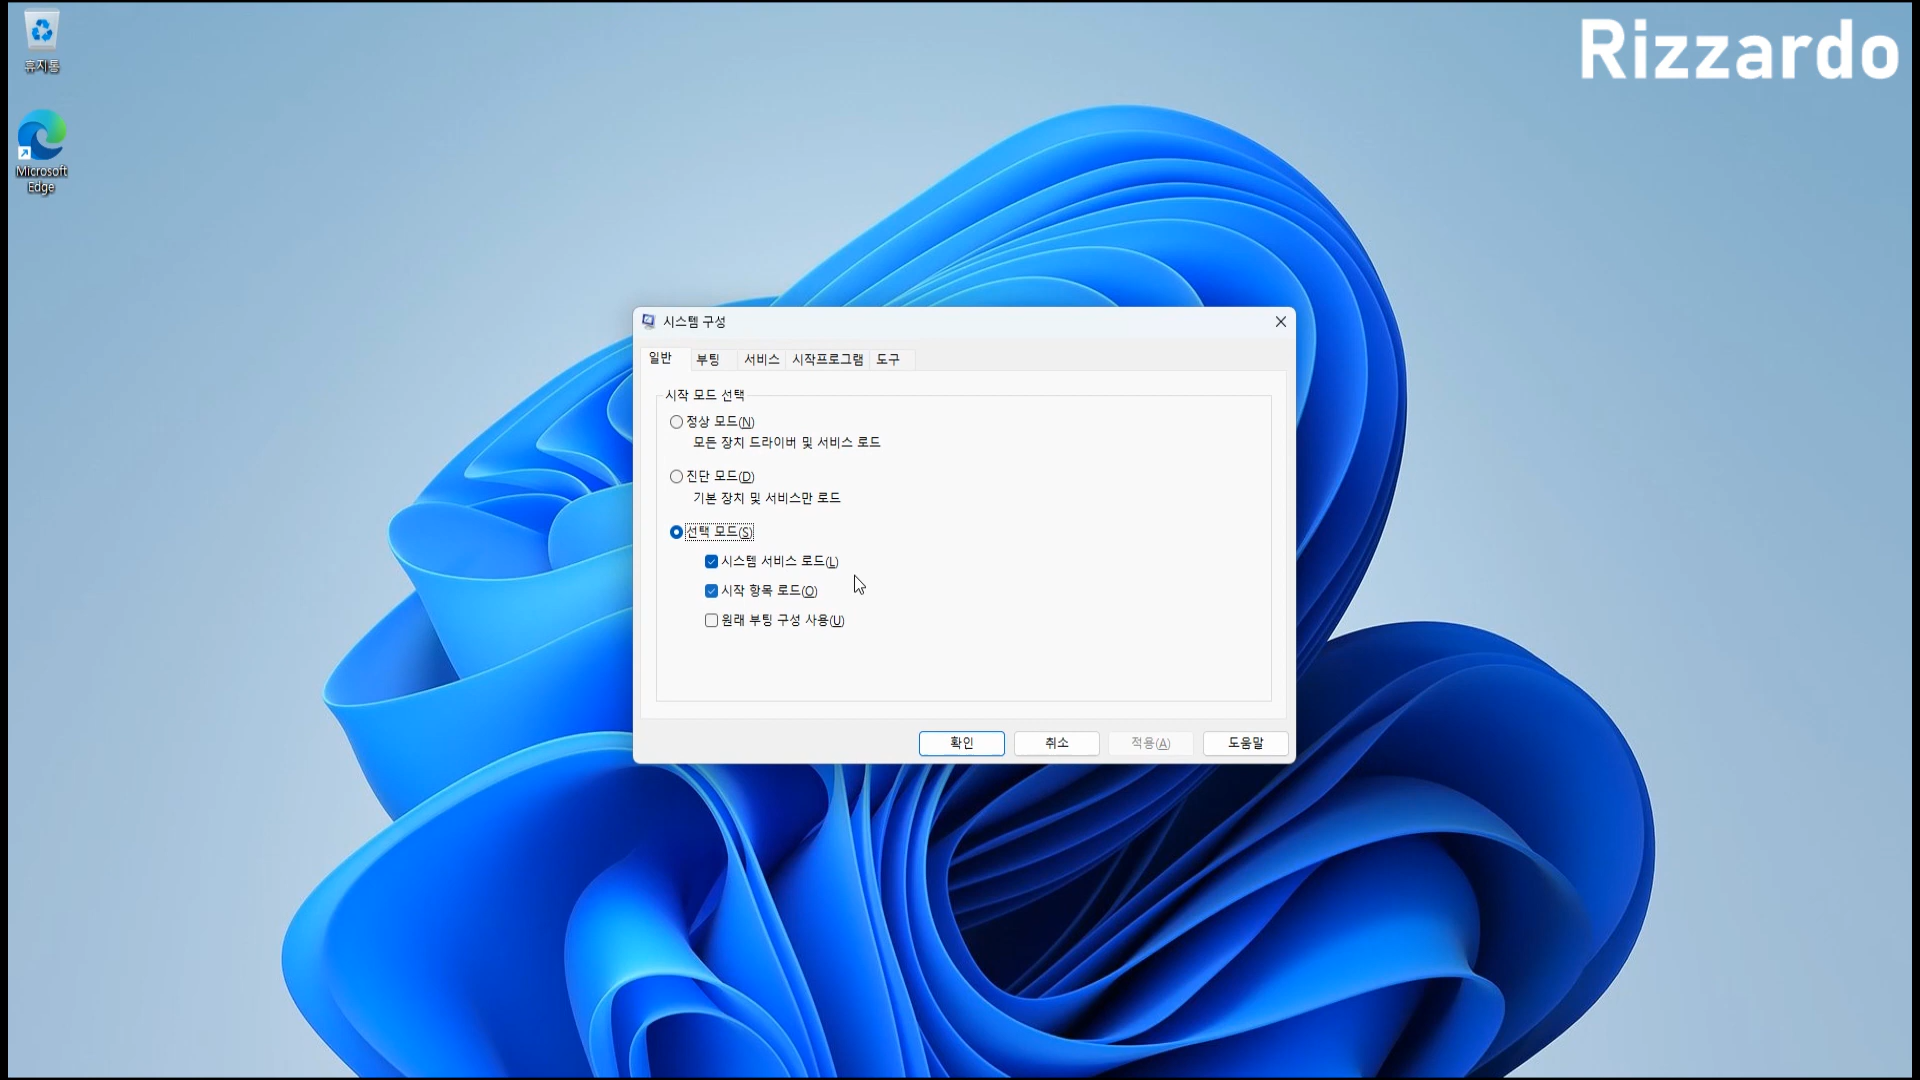 Rizzardo
휴지통
Microsoft
Edge
시스템 구성
일반 부팅 서비스 시작프로그램 도구
시작 모드 선택
정상 모드(N)
모든 장치 드라이버 및 서비스 로드
진단 모드(D)
기본 장치 및 서비스만 로드
선택 모드(S)
시스템 서비스 로드(L)
시작 항목 로드(O)
원래 부팅 구성 사용(U)
확인 취소 적용(A) 도움말